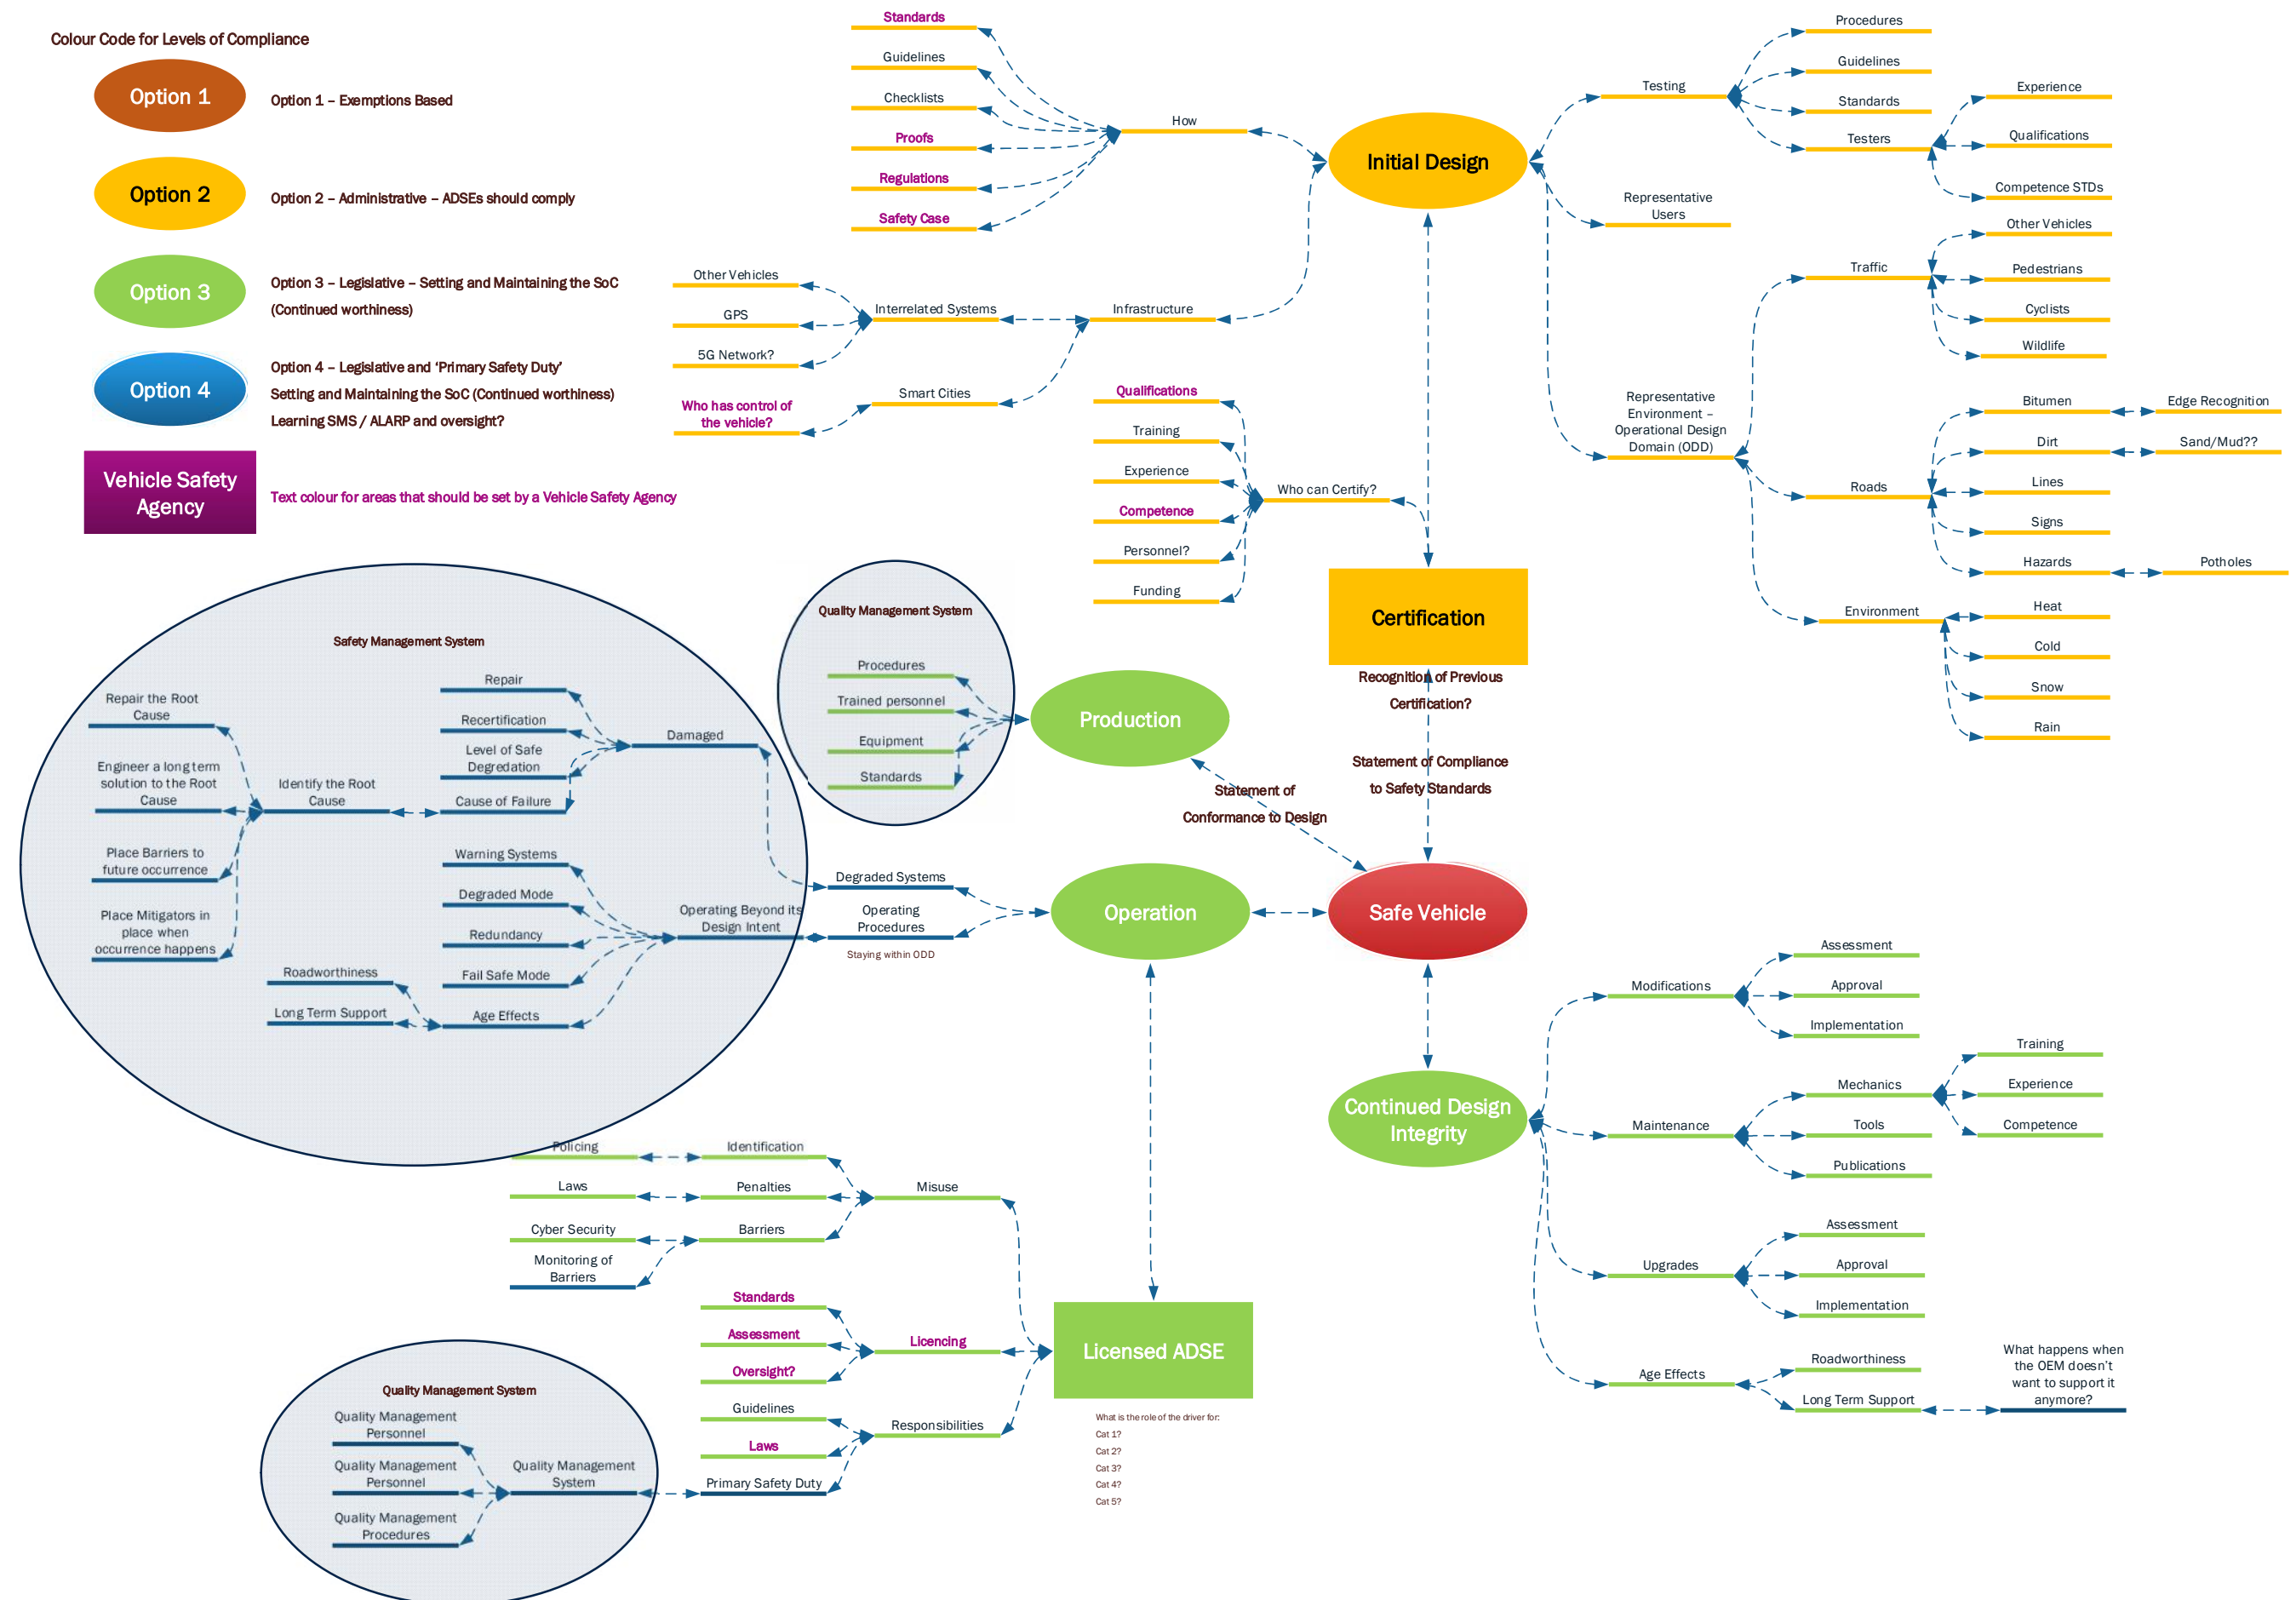 Colour Code for Levels of Compliance
Option 1
Option 1 – Exemptions Based
Option 2
Option 2 – Administrative – ADSEs should comply
Option 3
Option 3 – Legislative – Setting and Maintaining the SoC
(Continued worthiness)
Option 4
Option 4 – Legislative and ‘Primary Safety Duty’
Setting and Maintaining the SoC (Continued worthiness)
Learning SMS / ALARP and oversight?
Vehicle Safety
Agency
Text colour for areas that should be set by a Vehicle Safety Agency
Standards
Guidelines
Checklists
Proofs
Regulations
Safety Case
How
Initial Design
Other Vehicles
GPS
5G Network?
Interrelated Systems
Infrastructure
Who has control of
the vehicle?
Smart Cities
Testing
Procedures
Guidelines
Standards
Testers
Experience
Qualifications
Competence STDs
Representative
Users
Representative
Environment –
Operational Design
Domain (ODD)
Traffic
Other Vehicles
Pedestrians
Cyclists
Wildlife
Roads
Bitumen
Edge Recognition
Dirt
Sand/Mud??
Lines
Signs
Hazards
Potholes
Environment
Heat
Cold
Snow
Rain
Qualifications
Training
Experience
Competence
Personnel?
Funding
Who can Certify?
Certification
Recognition of Previous
Certification?
Statement of Compliance
to Safety Standards
Quality Management System
Procedures
Trained personnel
Equipment
Standards
Production
Statement of
Conformance to Design
Safety Management System
Repair the Root
Cause
Engineer a long term
solution to the Root
Cause
Place Barriers to
future occurrence
Place Mitigators in
place when
occurrence happens
Identify the Root
Cause
Repair
Recertification
Level of Safe
Degredation
Cause of Failure
Damaged
Warning Systems
Degraded Mode
Redundancy
Fail Safe Mode
Age Effects
Roadworthiness
Long Term Support
Operating Beyond its
Design Intent
Degraded Systems
Operating
Procedures
Staying within ODD
Operation
Safe Vehicle
Continued Design
Integrity
Modifications
Assessment
Approval
Implementation
Maintenance
Mechanics
Training
Experience
Competence
Tools
Publications
Upgrades
Assessment
Approval
Implementation
Age Effects
Roadworthiness
Long Term Support
What happens when
the OEM doesn’t
want to support it
anymore?
Policing
Identification
Laws
Penalties
Cyber Security
Barriers
Monitoring of
Barriers
Misuse
Standards
Assessment
Oversight?
Licencing
Licensed ADSE
Guidelines
Laws
Primary Safety Duty
Responsibilities
What is the role of the driver for:
Cat 1?
Cat 2?
Cat 3?
Cat 4?
Cat 5?
Quality Management System
Quality Management
Personnel
Quality Management
Personnel
Quality Management
Procedures
Quality Management
System